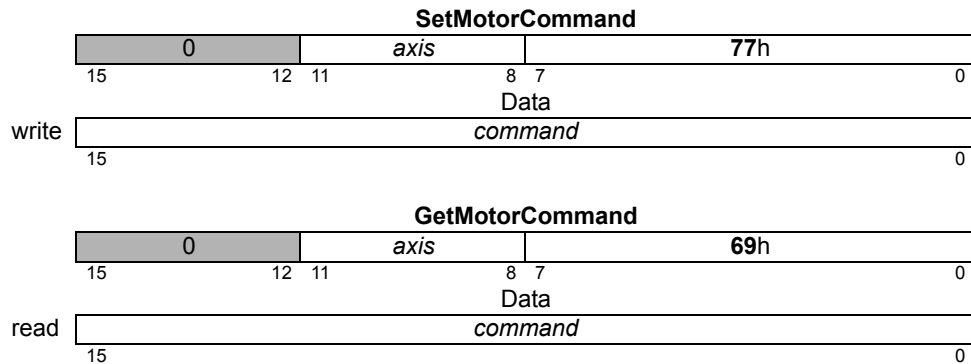 SetMotorCommand
0 axis 77h
15 12 11 8 7 0
Data
write command
15 0
GetMotorCommand
0 axis 69h
15 12 11 8 7 0
Data
read command
15 0